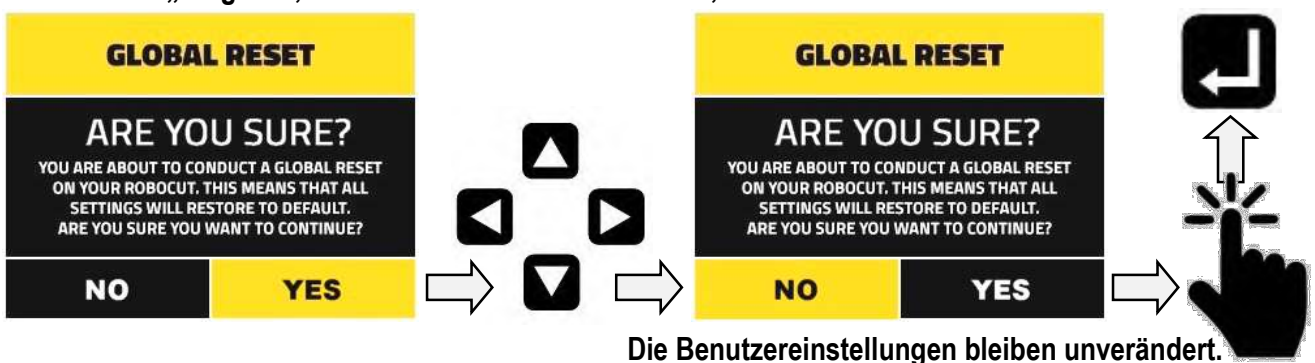 GLOBAL RESET
ARE YOU SURE?
YOU ARE ABOUT TO CONDUCT A GLOBAL RESET
ON YOUR ROBOCUT. THIS MEANS THAT ALL
SETTINGS WILL RESTORE TO DEFAULT.
ARE YOU SURE YOU WANT TO CONTINUE?
NO YES
GLOBAL RESET
ARE YOU SURE?
YOU ARE ABOUT TO CONDUCT A GLOBAL RESET
ON YOUR ROBOCUT. THIS MEANS THAT ALL
SETTINGS WILL RESTORE TO DEFAULT.
ARE YOU SURE YOU WANT TO CONTINUE?
NO YES
Die Benutzereinstellungen bleiben unverändert.